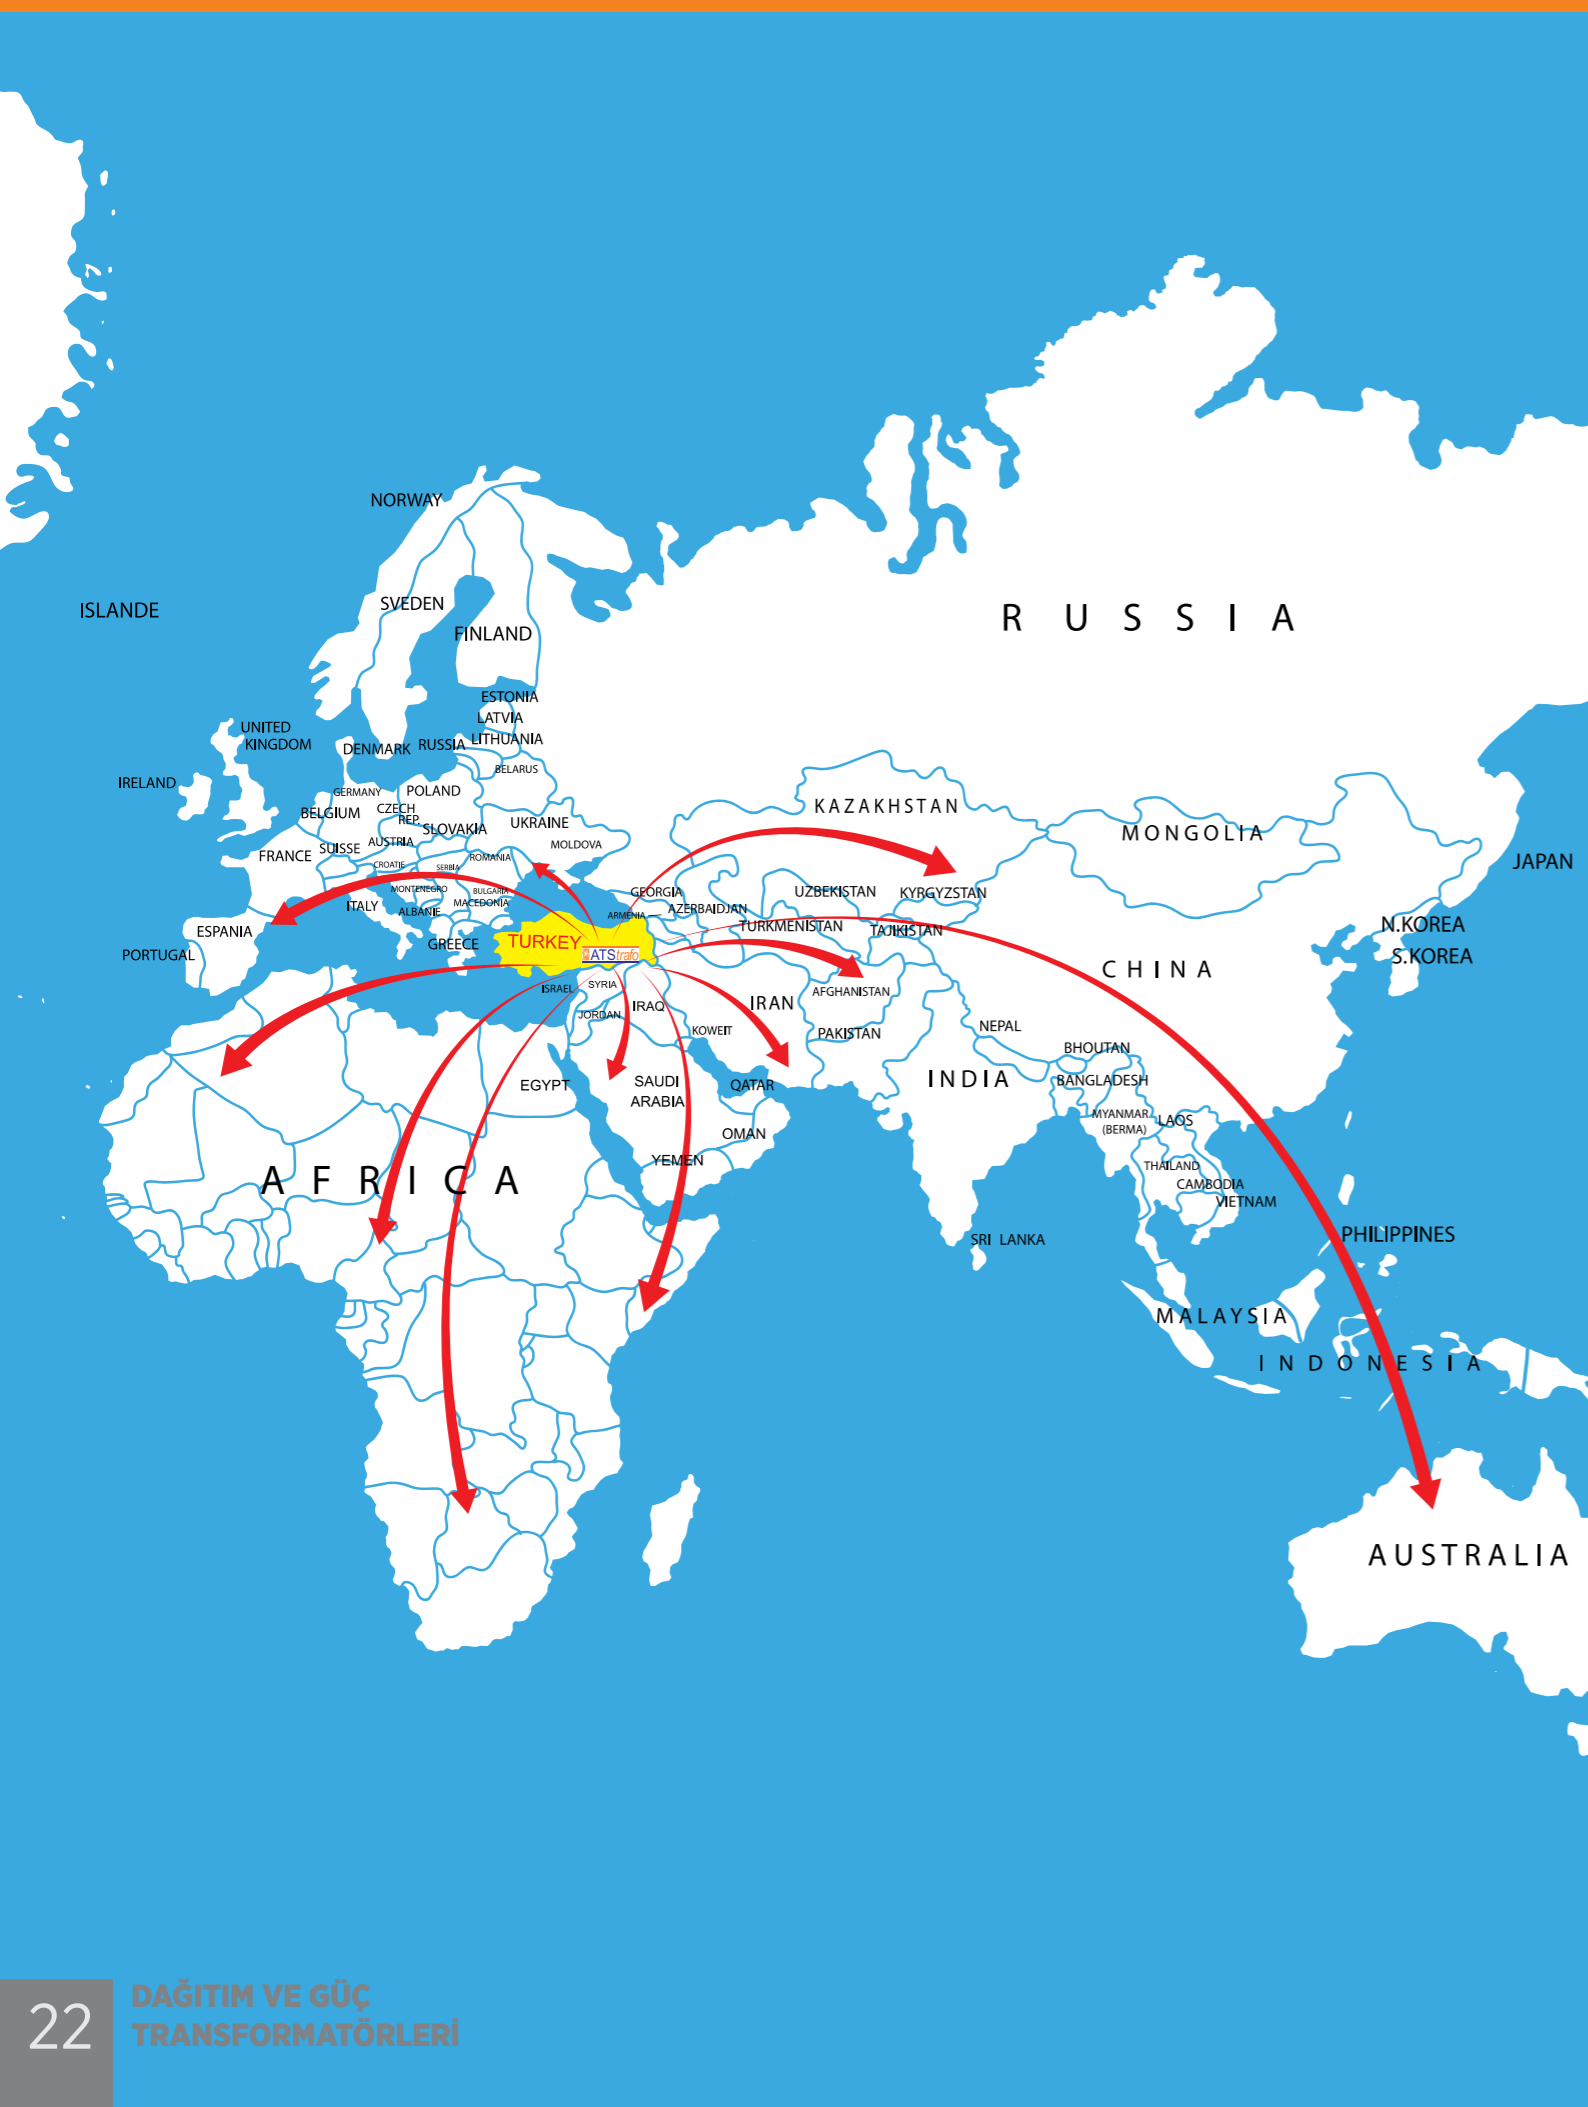 NORWAY
ISLANDE
SVEDEN
FINLAND
R U S S I A
ESTONIA
LATVIA
LITHUANIA
UNITED
KINGDOM
DENMARK
RUSSIA
BELARUS
IRELAND
GERMANY
POLAND
BELGIUM
CZECH
REP.
SLOVAKIA
UKRAINE
KAZAKHSTAN
MONGOLIA
FRANCE
SUISSE
AUSTRIA
MOLDOVA
CROATIE
SERBIA
ROMANIA
JAPAN
MONTENEGRO
BULGARIA
GEORGIA
UZBEKISTAN
KYRGYZSTAN
ITALY
ALBANIE
MACEDONIA
ARMENIA
AZERBAIDJAN
ESPANIA
TURKMENISTAN
TAJIKISTAN
N.KOREA
PORTUGAL
GREECE
TURKEY
ATStrafo
S.KOREA
CHINA
ISRAEL
SYRIA
IRAQ
IRAN
AFGHANISTAN
JORDAN
KOWEIT
PAKISTAN
NEPAL
BHOUTAN
EGYPT
SAUDI
ARABIA
QATAR
INDIA
BANGLADESH
MYANMAR
(BERMA)
LAOS
OMAN
YEMEN
THAILAND
CAMBODIA
VIETNAM
A F R I C A
SRI LANKA
PHILIPPINES
MALAYSIA
I N D O N E S I A
AUSTRALIA
22
DAĞITIM VE GÜÇ
TRANSFORMATÖRLERİ